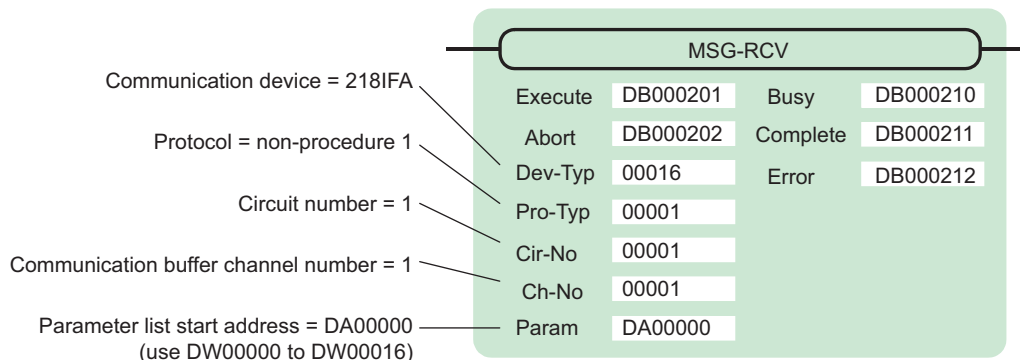 MSG-RCV
Communication device = 218IFA
Protocol = non-procedure 1
Circuit number = 1
Communication buffer channel number = 1
Parameter list start address = DA00000
(use DW00000 to DW00016)
Execute DB000201 Busy DB000210
Abort DB000202 Complete DB000211
Dev-Typ 00016 Error DB000212
Pro-Typ 00001
Cir-No 00001
Ch-No 00001
Param DA00000